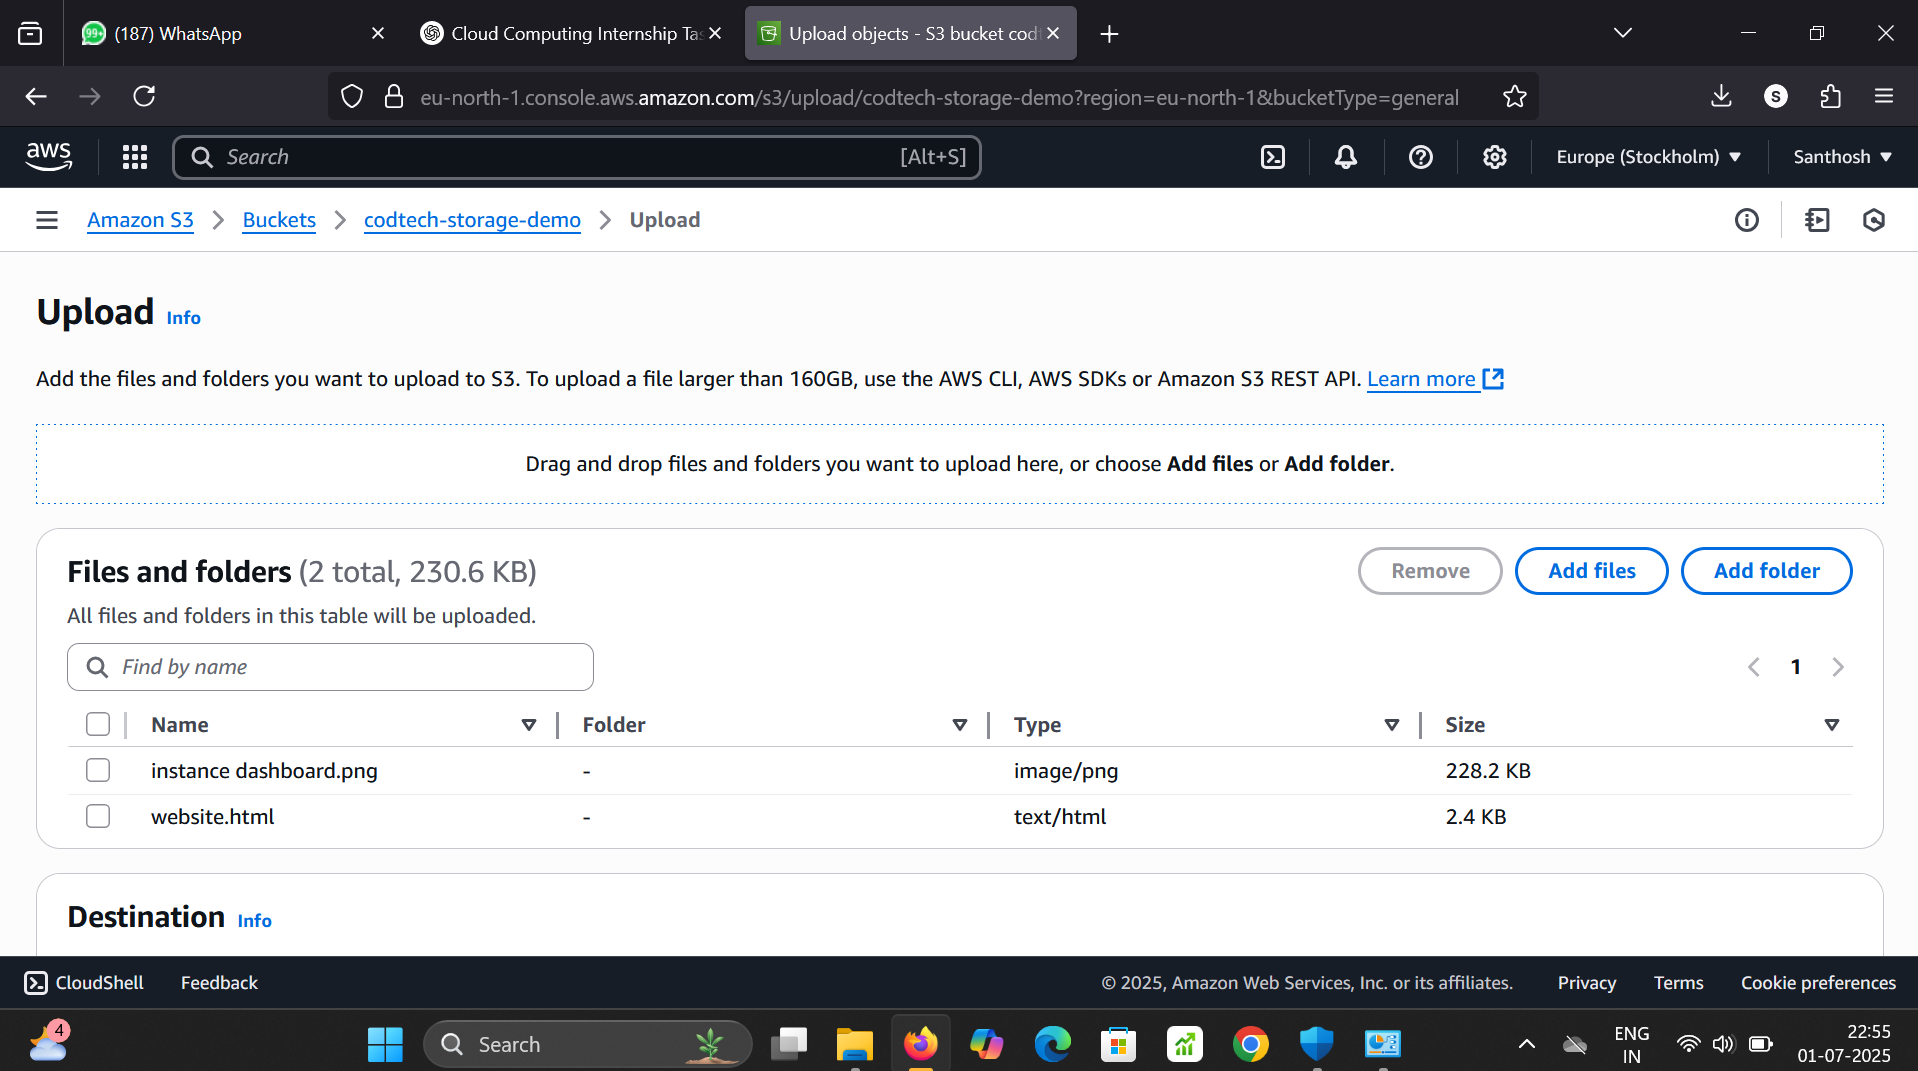 (187) WhatsApp
Cloud Computing Internship Tas
Upload objects - S3 bucket codt
eu-north-1.console.aws.amazon.com/s3/upload/codtech-storage-demo?region=eu-north-1&bucketType=general
S
aws
Search
[Alt+S]
Europe (Stockholm)
Santhosh
Amazon S3
Buckets
codtech-storage-demo
Upload
Upload Info
Add the files and folders you want to upload to S3. To upload a file larger than 160GB, use the AWS CLI, AWS SDKs or Amazon S3 REST API. Learn more
Drag and drop files and folders you want to upload here, or choose Add files or Add folder.
Files and folders (2 total, 230.6 KB)
Remove
Add files
Add folder
All files and folders in this table will be uploaded.
Find by name
1
Name Folder Type Size
instance dashboard.png - image/png 228.2 KB
website.html - text/html 2.4 KB
Destination Info
CloudShell
Feedback
© 2025, Amazon Web Services, Inc. or its affiliates.
Privacy
Terms
Cookie preferences
4
Search
ENG
IN
22:55
01-07-2025